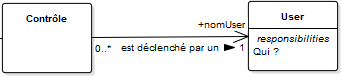 Contrôle
User
+nomUser
responsibilities
Qui ?
0..* est déclenché par un 1